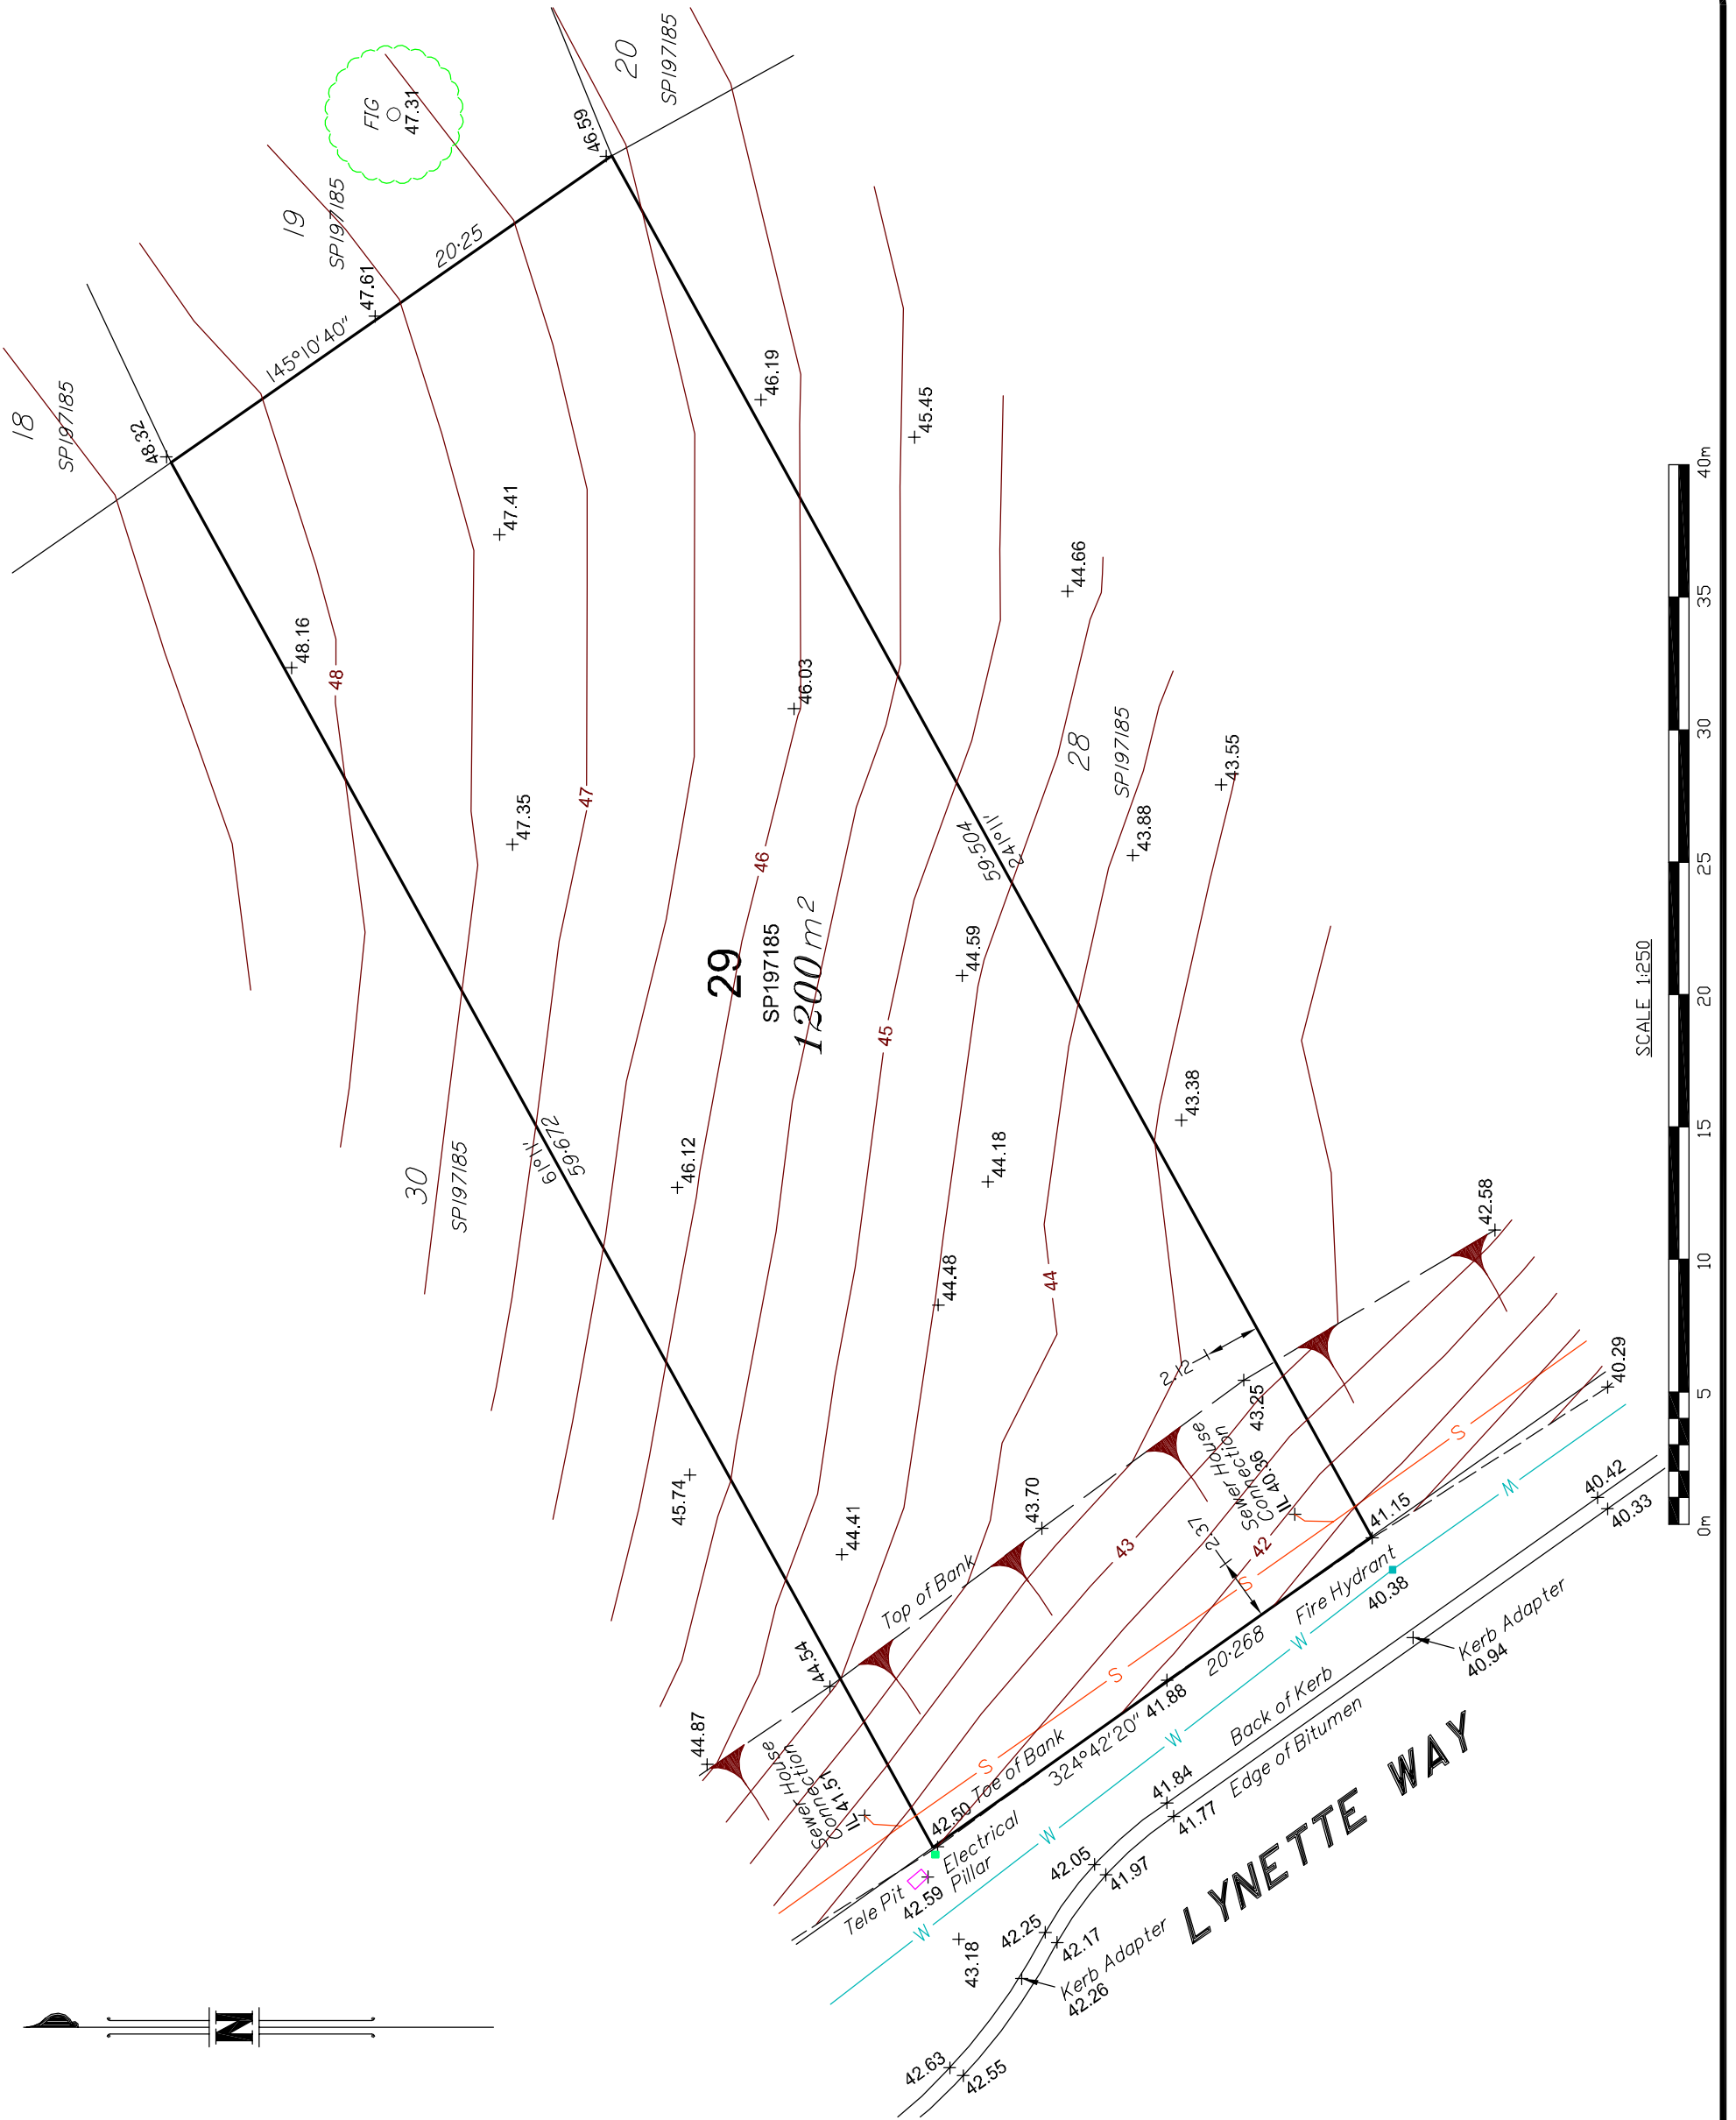 18
SP197185
48.32
19
SP197185
FIG
47.31
20
SP197185
46.59
145°10'40"
47.61
20·25
48.16
48
47.41
46.19
45.45
47.35
47
46.03
44.66
46
28
SP197185
43.55
43.88
59·504
241°11'
29
SP197185
1200 m²
44.59
45
30
SP197185
61°11'
59·672
46.12
44.18
43.38
44.48
44
42.58
2.12
43.25
40.29
45.74
44.41
43.70
Top of Bank
Sewer House
Connection
IL 40.36
2.37
43
42
41.15
S
S
S
S
44.54
44.87
Sewer House
Connection
IL 41.51
42.50
Toe of Bank
324°42'20"
41.88
20·268
Fire Hydrant
40.38
W
W
W
W
W
Tele Pit
42.59
Electrical
Pillar
43.18
Back of Kerb
Edge of Bitumen
40.42
40.33
Kerb Adapter
40.94
41.84
41.77
42.05
41.97
42.25
42.17
Kerb Adapter
42.26
42.63
42.55
LYNETTE WAY
N
SCALE 1:250
0m
5
10
15
20
25
30
35
40m